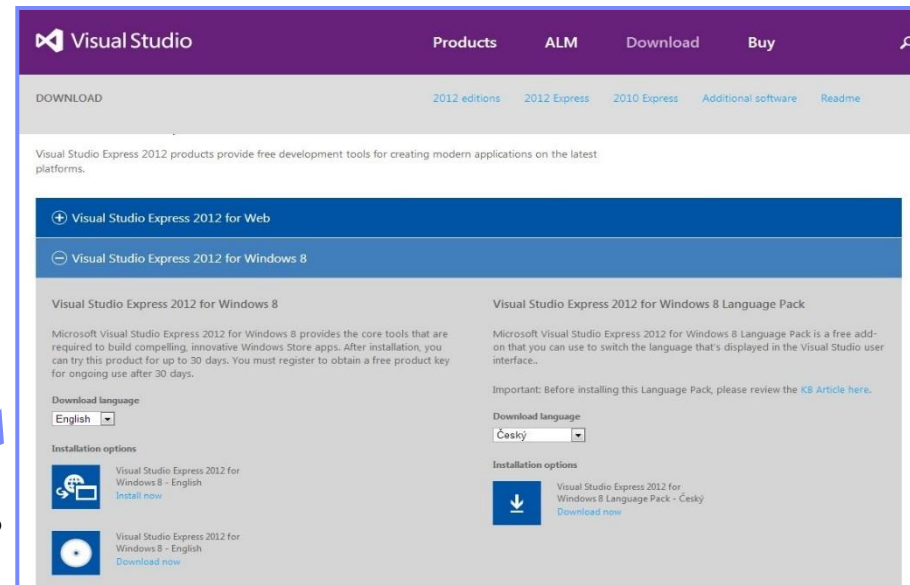 Visual Studio
Products ALM Download Buy
DOWNLOAD
2012 editions 2012 Express 2010 Express Additional software Readme
Visual Studio Express 2012 products provide free development tools for creating modern applications on the latest
platforms.
Visual Studio Express 2012 for Web
Visual Studio Express 2012 for Windows 8
Visual Studio Express 2012 for Windows 8
Microsoft Visual Studio Express 2012 for Windows 8 provides the core tools that are
required to build compelling, innovative Windows Store apps. After installation, you
can try this product for up to 30 days. You must register to obtain a free product key
for ongoing use after 30 days.
Download language
English
Installation options
Visual Studio Express 2012 for
Windows 8 - English
Install now
Visual Studio Express 2012 for
Windows 8 - English
Download now
Visual Studio Express 2012 for Windows 8 Language Pack
Microsoft Visual Studio Express 2012 for Windows 8 Language Pack is a free add-
on that you can use to switch the language that's displayed in the Visual Studio user
interface..
Important: Before installing this Language Pack, please review the KB Article here.
Download language
Český
Installation options
Visual Studio Express 2012 for
Windows 8 Language Pack - Český
Download now